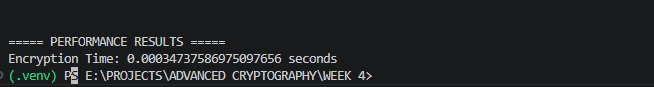 ===== PERFORMANCE RESULTS =====
Encryption Time: 0.00034737586975097656 seconds
(.venv) PS E:\PROJECTS\ADVANCED CRYPTOGRAPHY\WEEK 4>